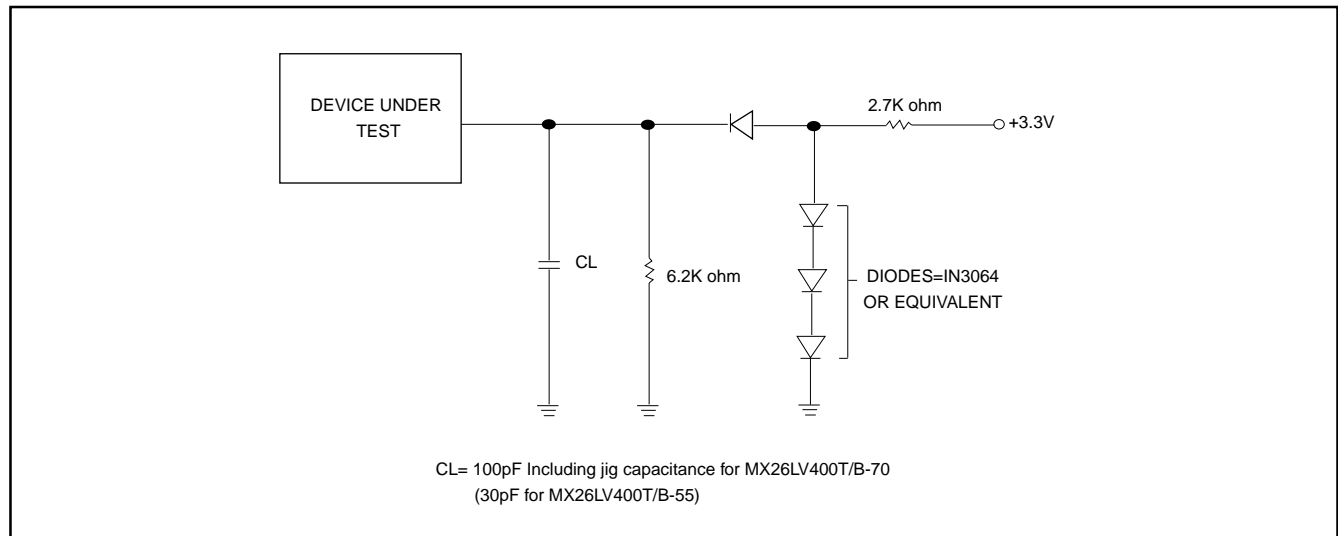 DEVICE UNDER
TEST
2.7K ohm
+3.3V
CL
6.2K ohm
DIODES=IN3064
OR EQUIVALENT
CL= 100pF Including jig capacitance for MX26LV400T/B-70
(30pF for MX26LV400T/B-55)